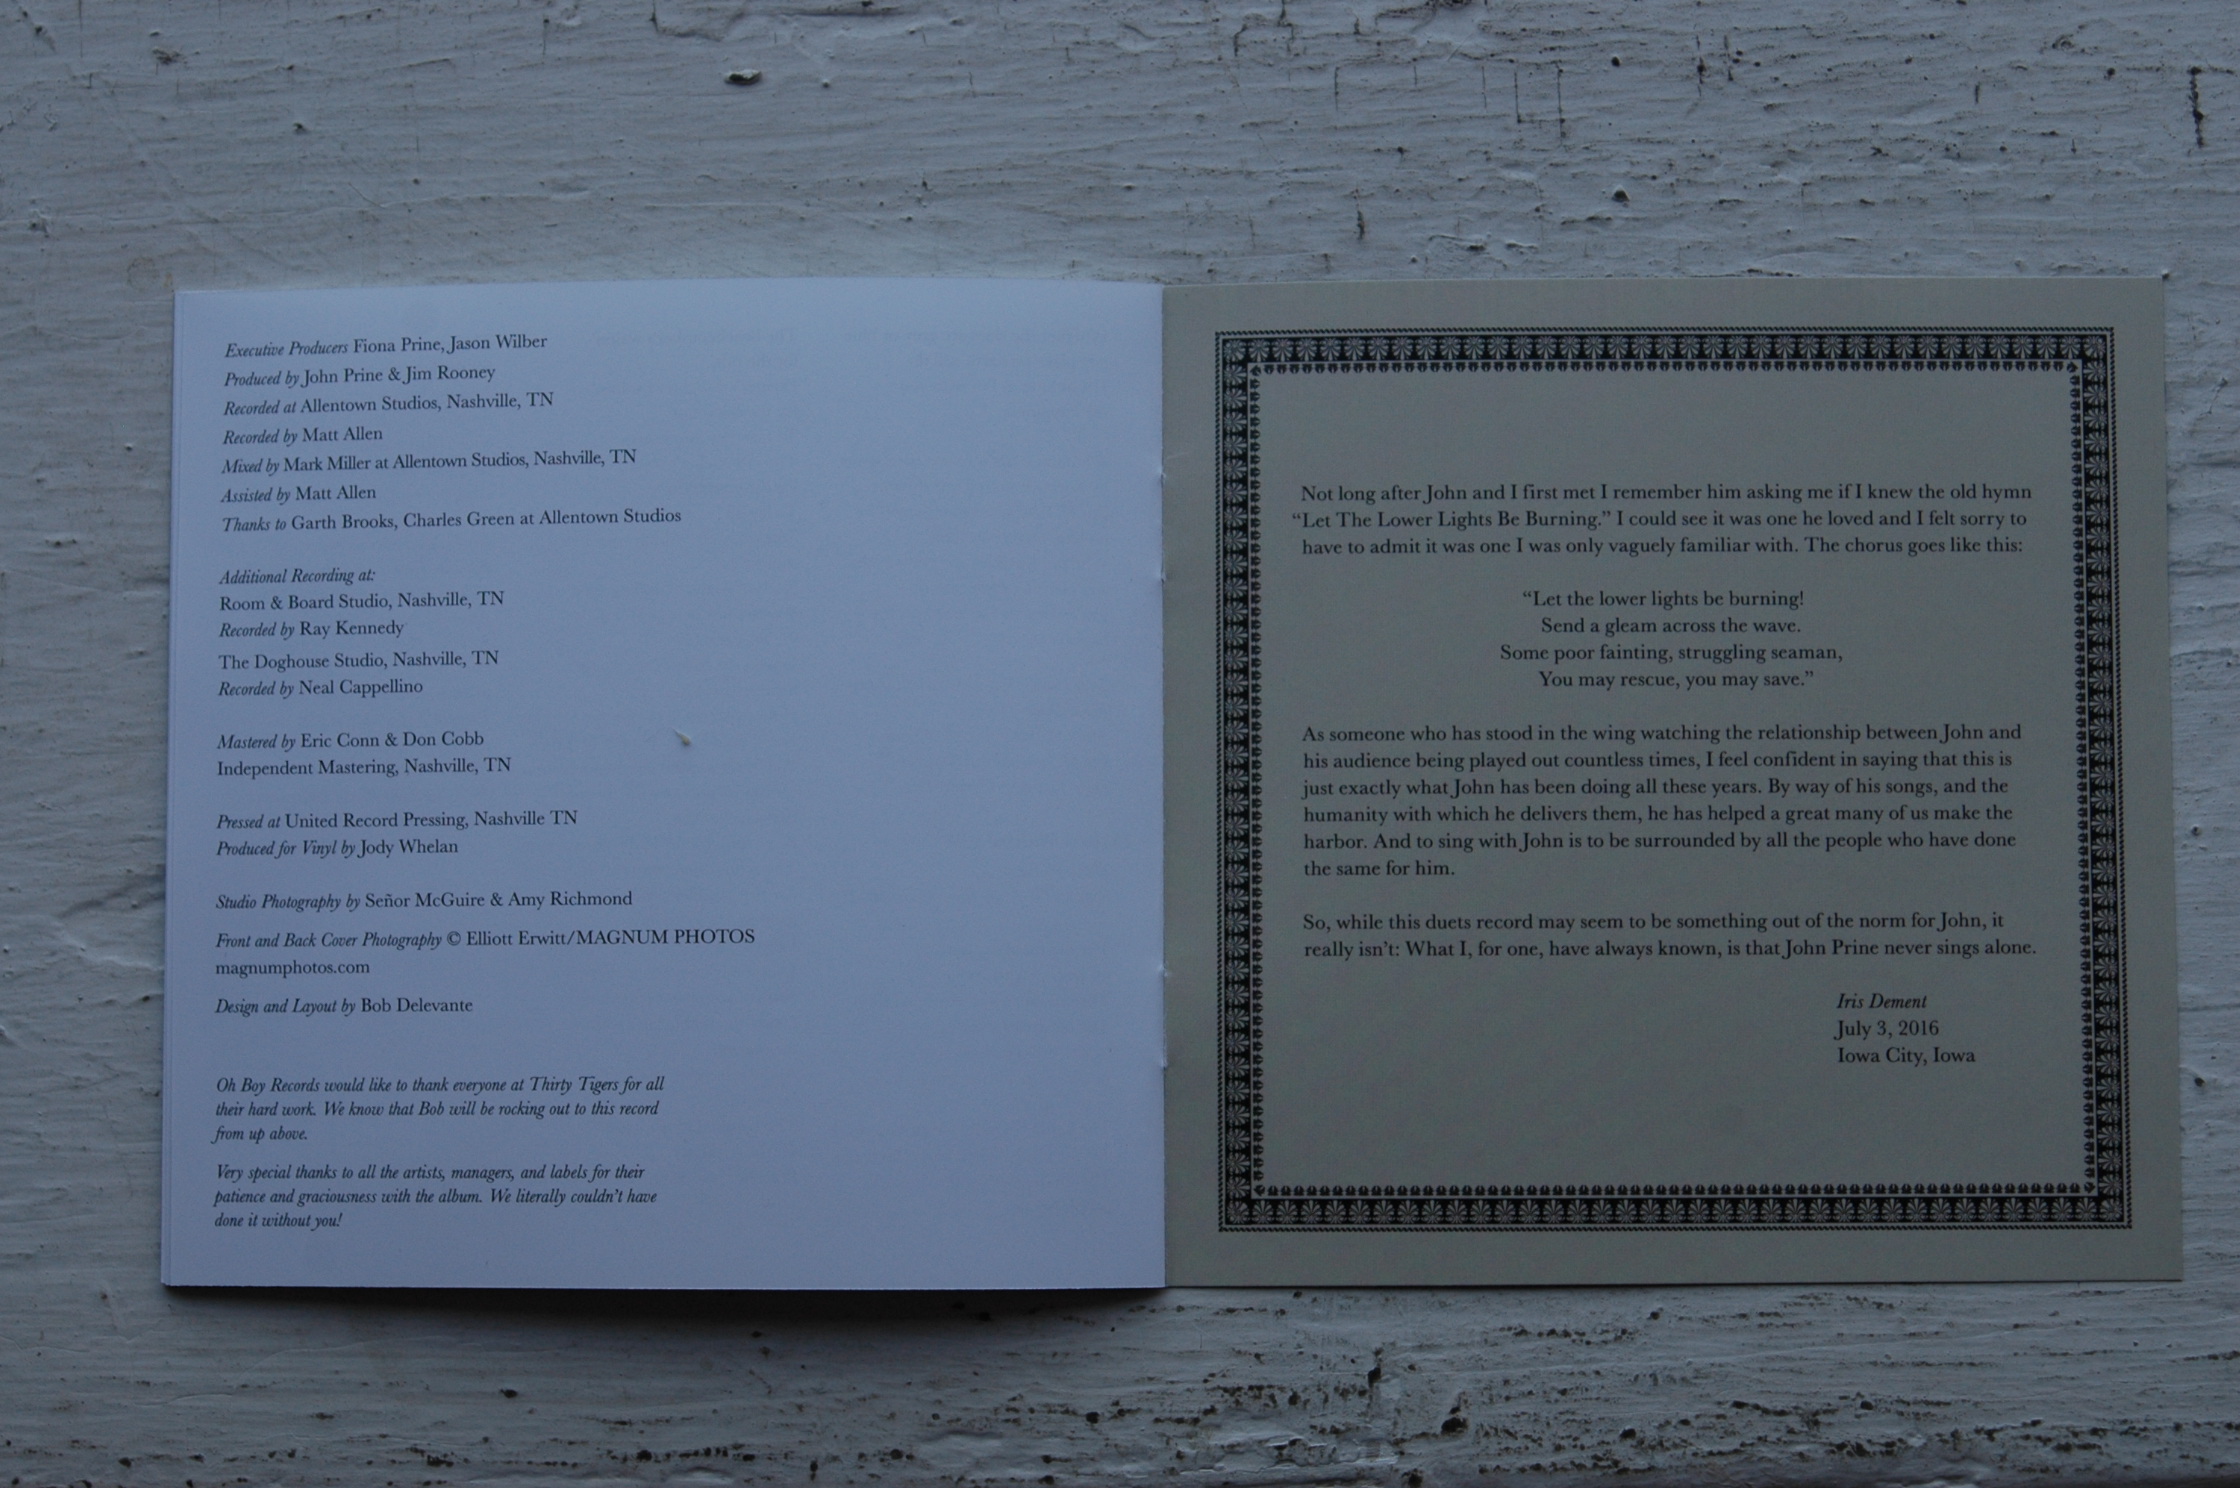 Executive Producers Fiona Prine, Jason Wilber
Produced by John Prine & Jim Rooney
Recorded at Allentown Studios, Nashville, TN
Recorded by Matt Allen
Mixed by Mark Miller at Allentown Studios, Nashville, TN
Assisted by Matt Allen
Thanks to Garth Brooks, Charles Green at Allentown Studios
Additional Recording at:
Room & Board Studio, Nashville, TN
Recorded by Ray Kennedy
The Doghouse Studio, Nashville, TN
Recorded by Neal Cappellino
Mastered by Eric Conn & Don Cobb
Independent Mastering, Nashville, TN
Pressed at United Record Pressing, Nashville TN
Produced for Vinyl by Jody Whelan
Studio Photography by Señor McGuire & Amy Richmond
Front and Back Cover Photography © Elliott Erwitt/MAGNUM PHOTOS
magnumphotos.com
Design and Layout by Bob Delevante
Oh Boy Records would like to thank everyone at Thirty Tigers for all
their hard work. We know that Bob will be rocking out to this record
from up above.
Very special thanks to all the artists, managers, and labels for their
patience and graciousness with the album. We literally couldn't have
done it without you!
Not long after John and I first met I remember him asking me if I knew the old hymn
“Let The Lower Lights Be Burning.” I could see it was one he loved and I felt sorry to
have to admit it was one I was only vaguely familiar with. The chorus goes like this:
“Let the lower lights be burning!
Send a gleam across the wave.
Some poor fainting, struggling seaman,
You may rescue, you may save.”
As someone who has stood in the wing watching the relationship between John and
his audience being played out countless times, I feel confident in saying that this is
just exactly what John has been doing all these years. By way of his songs, and the
humanity with which he delivers them, he has helped a great many of us make the
harbor. And to sing with John is to be surrounded by all the people who have done
the same for him.
So, while this duets record may seem to be something out of the norm for John, it
really isn't: What I, for one, have always known, is that John Prine never sings alone.
Iris Dement
July 3, 2016
Iowa City, Iowa